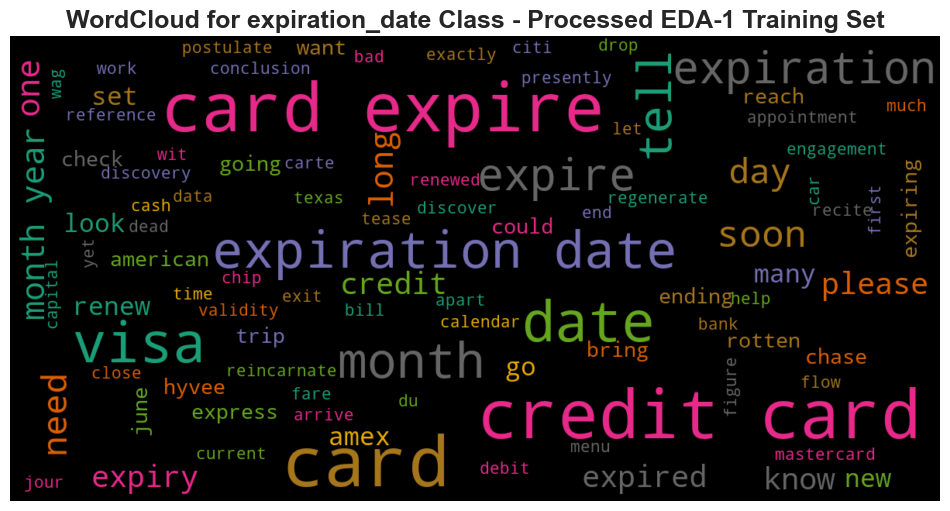 WordCloud for expiration_date Class - Processed EDA-1 Training Set
postulate want bad exactly citi drop
one wag work conclusion presently tell expiration
set reference card expire let reach appointment much
month year check discovery wit going carte long renewed expire day engagement
cash data texas tease discover could end regenerate car recite first expiring
look dead yet american expiration date soon
capital renew time chip validity exit credit bill apart calendar ending help many please
visa trip month go date bring bank rotten chase
need close hyvee reincarnate fare du credit card figure flow
june express arrive amex menu mastercard
jour expiry current card debit expired know new